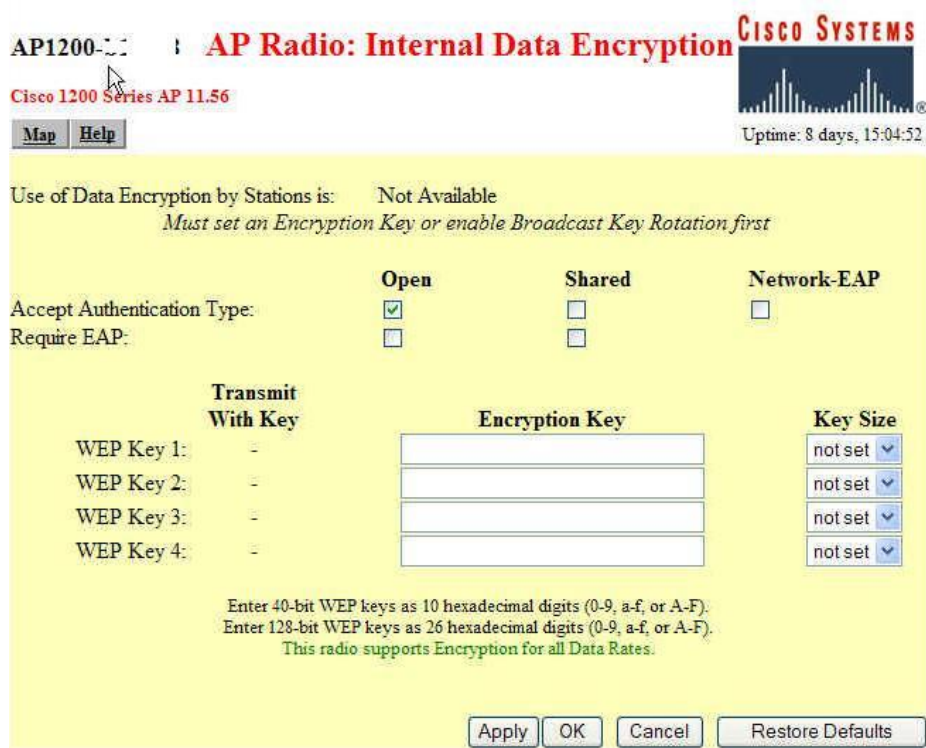 AP1200-
AP Radio: Internal Data Encryption
CISCO SYSTEMS
Cisco 1200 Series AP 11.56
®
Map Help
Uptime: 8 days, 15:04:52
Use of Data Encryption by Stations is: Not Available
Must set an Encryption Key or enable Broadcast Key Rotation first
Open Shared Network-EAP
Accept Authentication Type:
Require EAP:
Transmit
With Key Encryption Key Key Size
WEP Key 1: - not set
WEP Key 2: - not set
WEP Key 3: - not set
WEP Key 4: - not set
Enter 40-bit WEP keys as 10 hexadecimal digits (0-9, a-f, or A-F).
Enter 128-bit WEP keys as 26 hexadecimal digits (0-9, a-f, or A-F).
This radio supports Encryption for all Data Rates.
Apply OK Cancel Restore Defaults